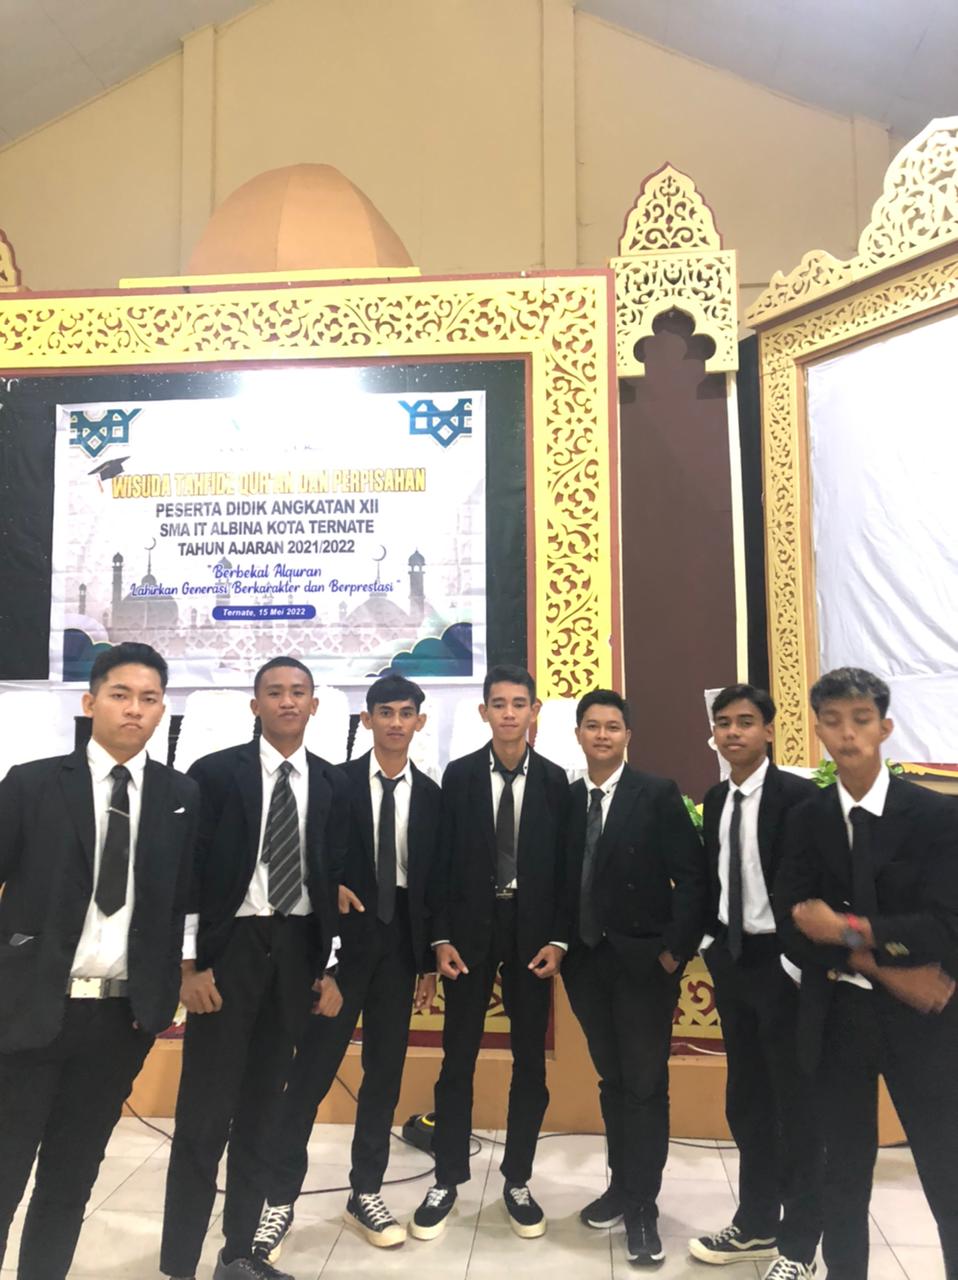 WISUDA TAHFIDZ QUR'AN DAN PERPISAHAN
PESERTA DIDIK ANGKATAN XII
SMA IT ALBINA KOTA TERNATE
TAHUN AJARAN 2021/2022
"Berbekal Alquran
Lahirkan Generasi Berkarakter dan Berprestasi"
Ternate, 15 Mei 2022